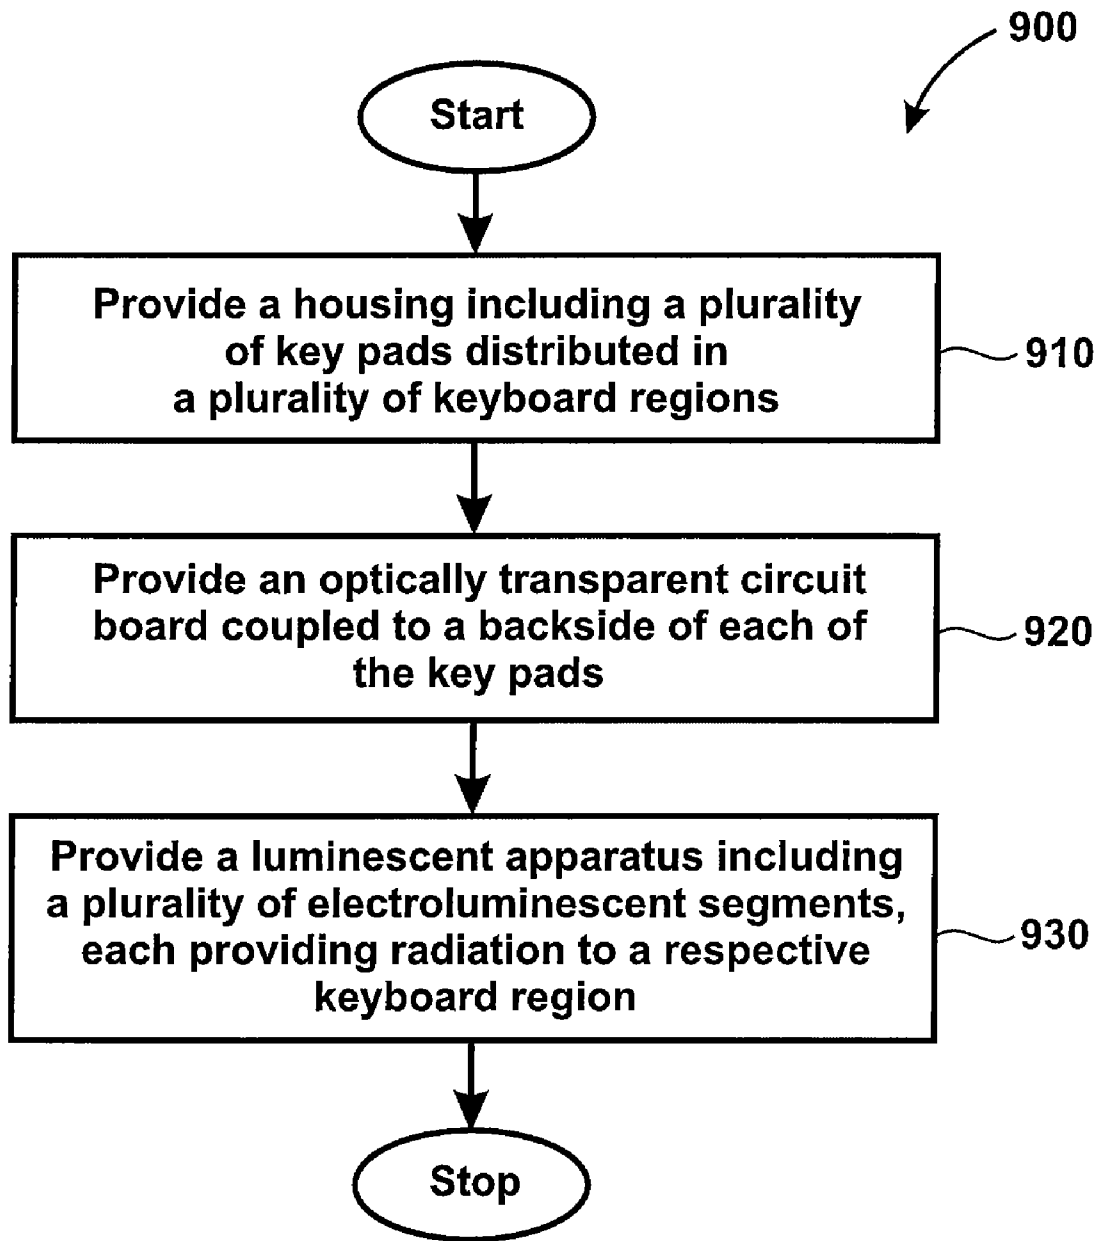 900
Start
Provide a housing including a plurality
of key pads distributed in
a plurality of keyboard regions
910
Provide an optically transparent circuit
board coupled to a backside of each of
the key pads
920
Provide a luminescent apparatus including
a plurality of electroluminescent segments,
each providing radiation to a respective
keyboard region
930
Stop